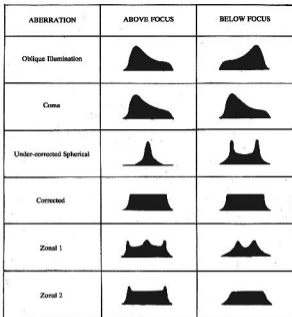 ABERRATION ABOVE FOCUS BELOW FOCUS
Oblique Illumination
Coma
Under-corrected Spherical
Corrected
Zonal 1
Zonal 2